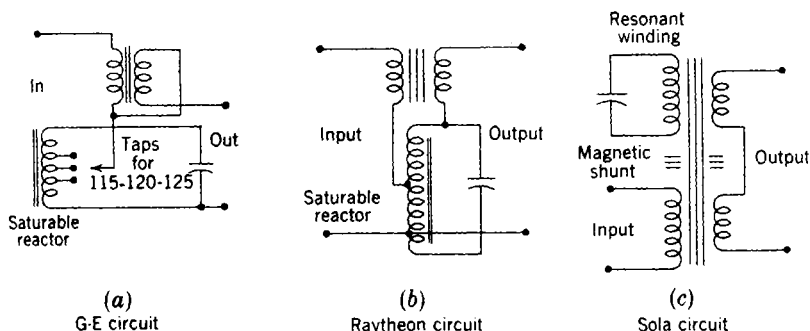 In
Out
Taps
for
115-120-125
Saturable
reactor
(a)
G-E circuit
Input
Output
Saturable
reactor
(b)
Raytheon circuit
Resonant
winding
Magnetic
shunt
Output
Input
(c)
Sola circuit